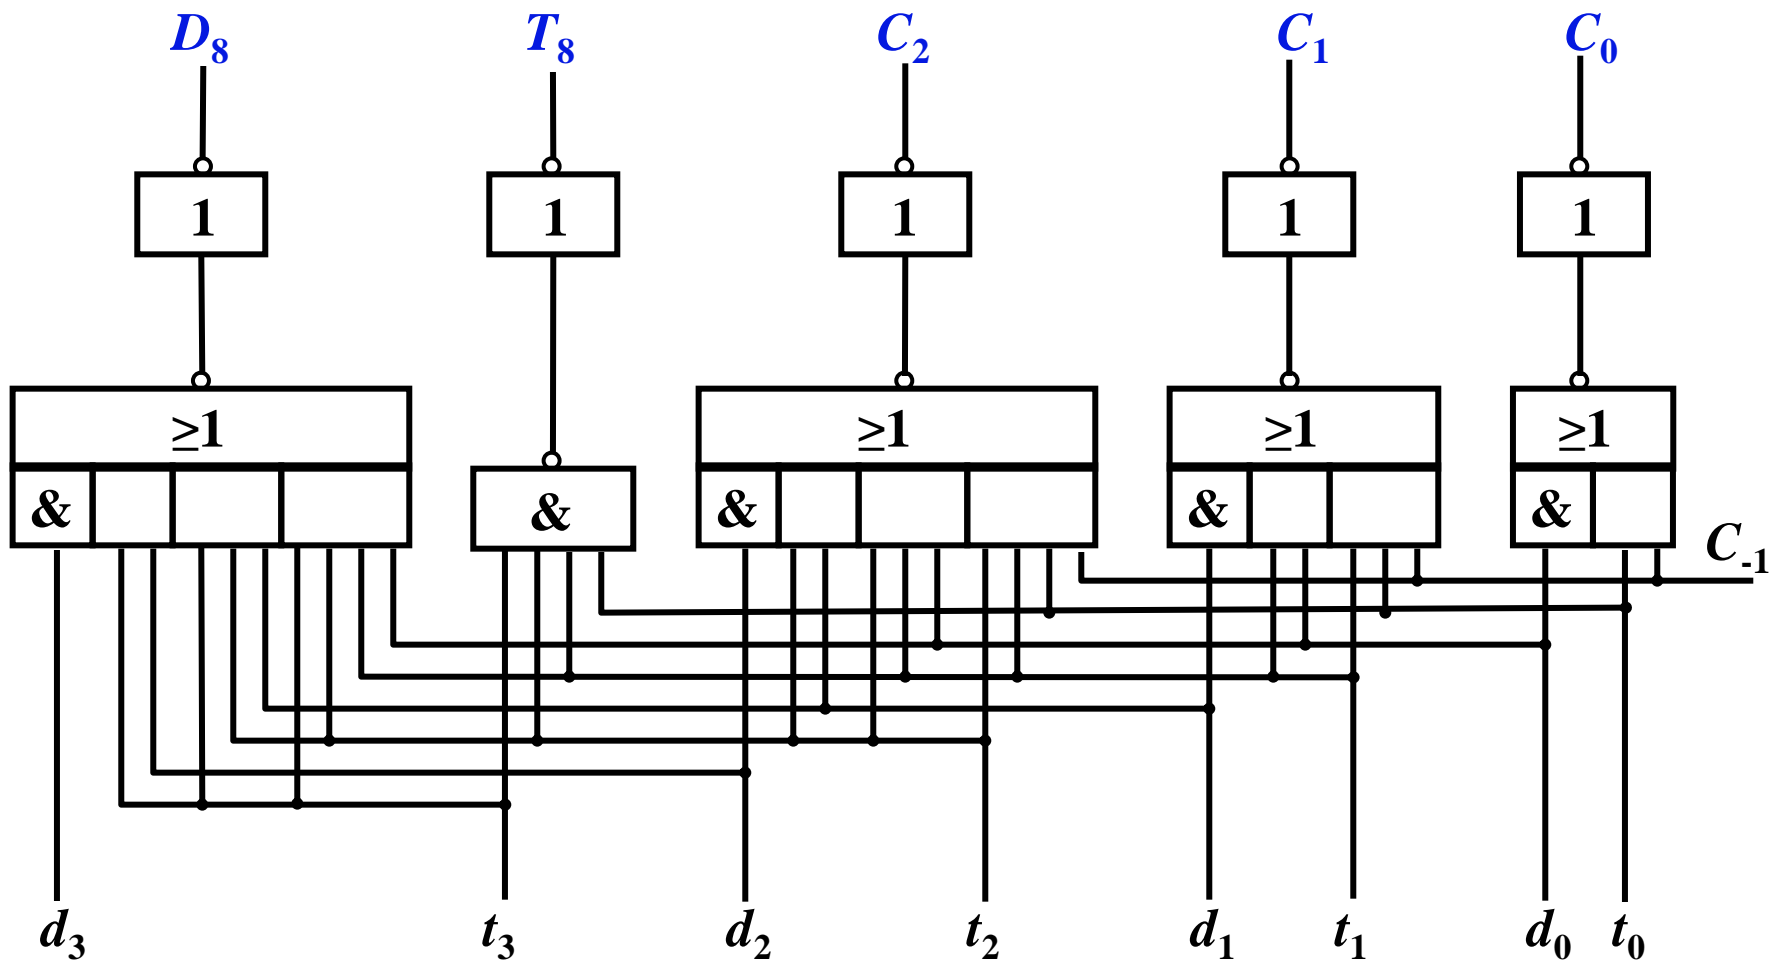 D8 T8 C2 C1 C0
1 1 1 1 1
≥1 ≥1 ≥1 ≥1
& & & & &
C-1
d3 t3 d2 t2 d1 t1 d0 t0